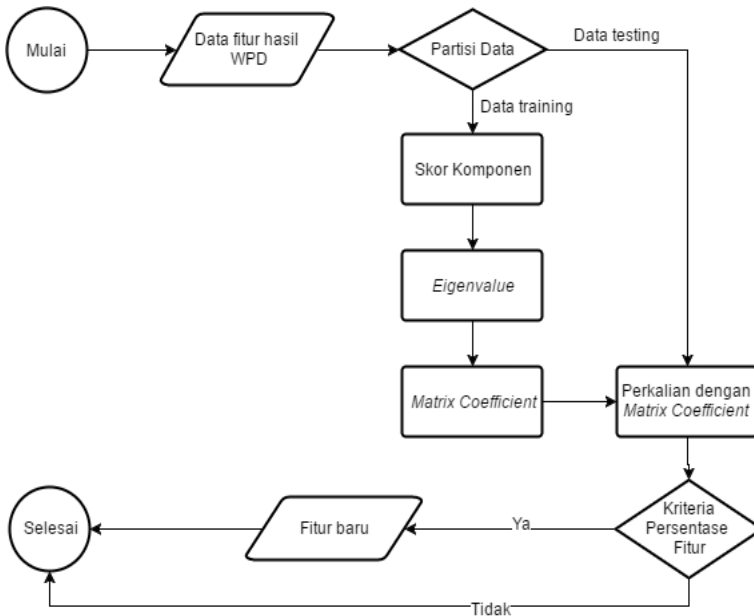 Mulai
Data fitur hasil
WPD
Partisi Data
Data testing
Data training
Skor Komponen
Eigenvalue
Matrix Coefficient
Perkalian dengan
Matrix Coefficient
Kriteria
Persentase
Fitur
Ya
Fitur baru
Selesai
Tidak